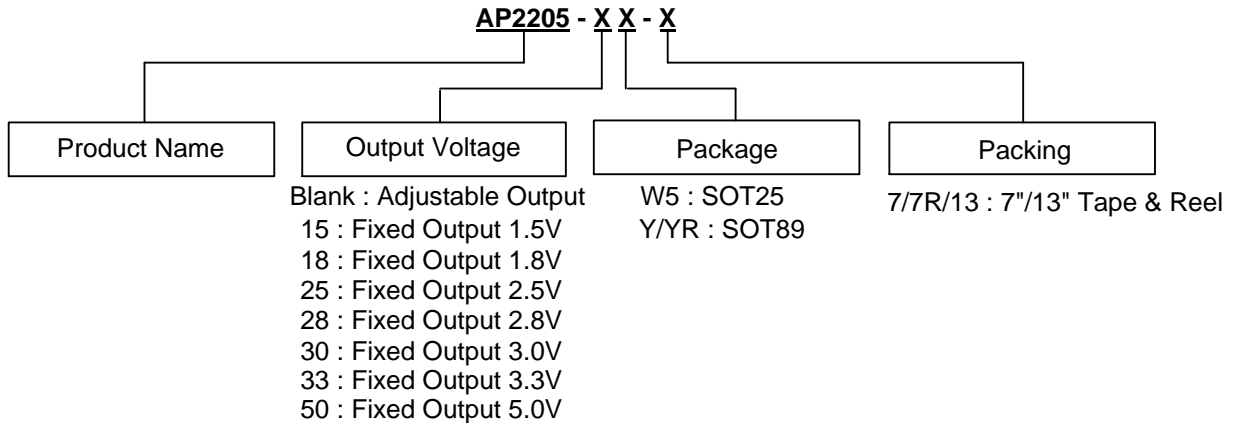 AP2205 - X X - X
Product Name
Output Voltage
Package
Packing
Blank : Adjustable Output
15 : Fixed Output 1.5V
18 : Fixed Output 1.8V
25 : Fixed Output 2.5V
28 : Fixed Output 2.8V
30 : Fixed Output 3.0V
33 : Fixed Output 3.3V
50 : Fixed Output 5.0V
W5 : SOT25
Y/YR : SOT89
7/7R/13 : 7"/13" Tape & Reel